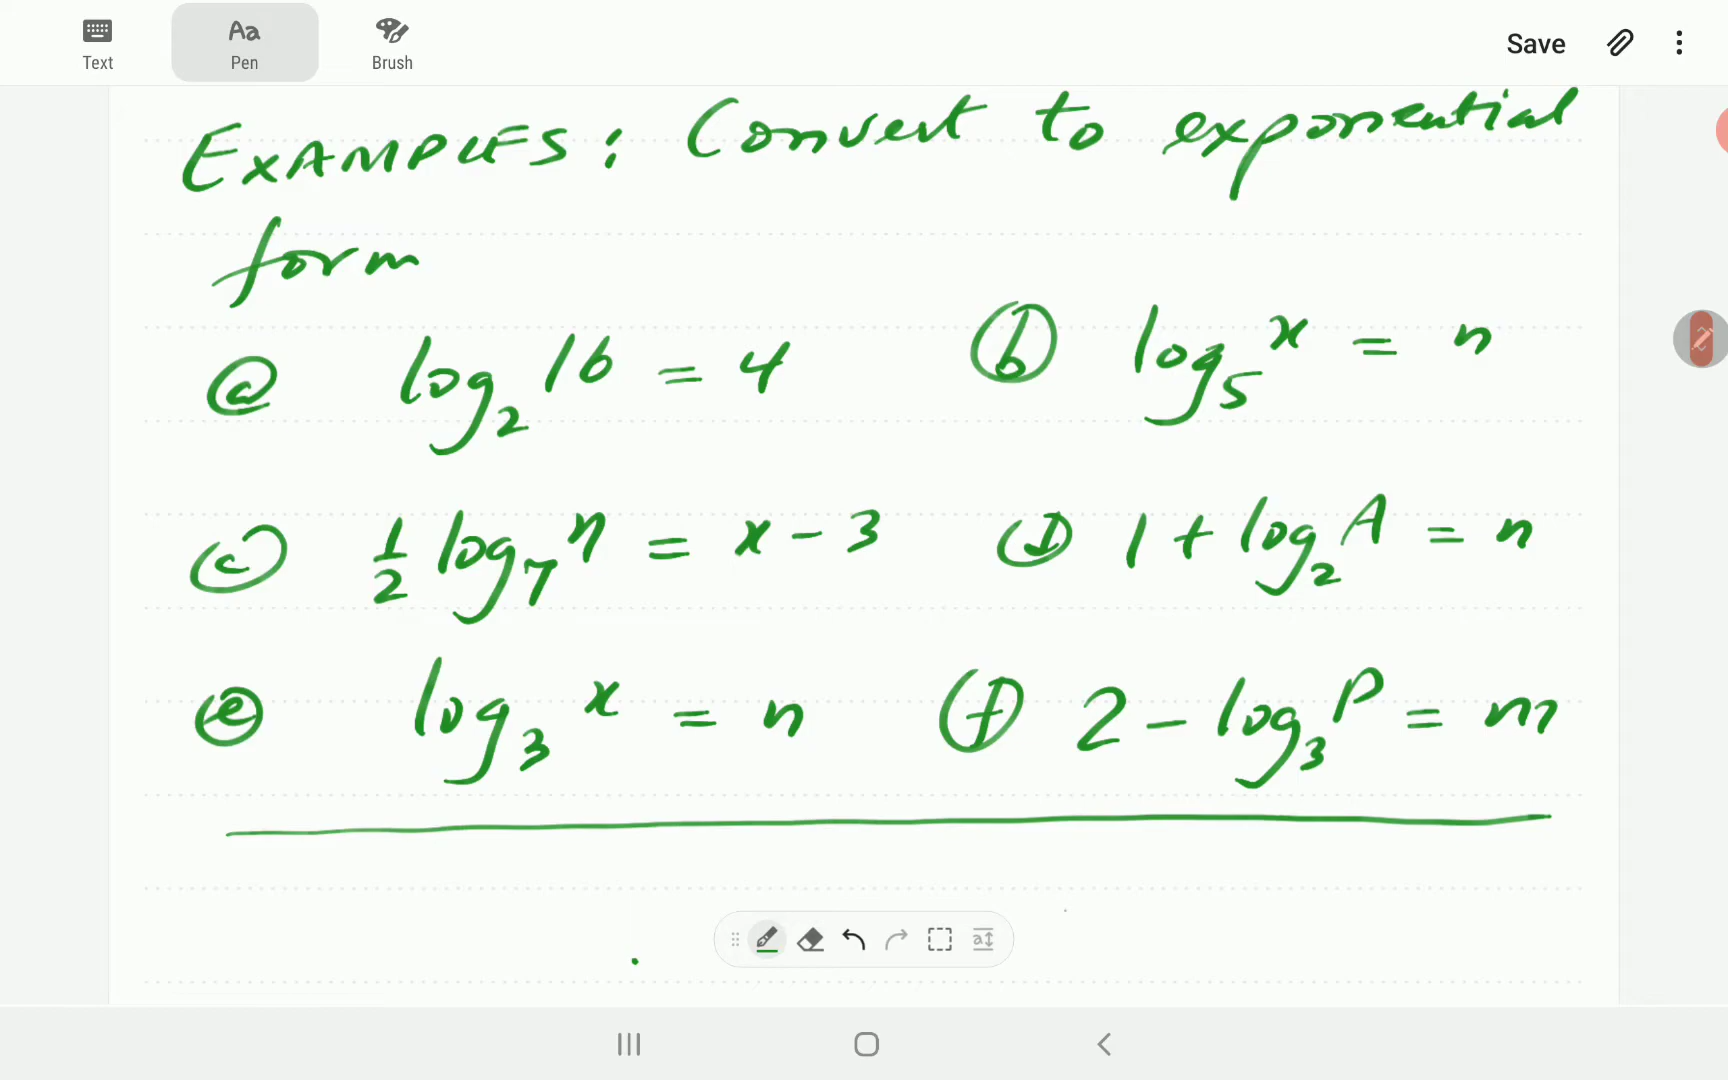 Text Pen Brush Save
EXAMPLES: Convert to exponential
form
ⓐ log₂16 = 4 ⓑ log₅x = n
ⓒ ½ log₇n = x - 3 ⓓ 1 + log₂A = n
ⓔ log₃x = n ⓕ 2 - log₃P = m